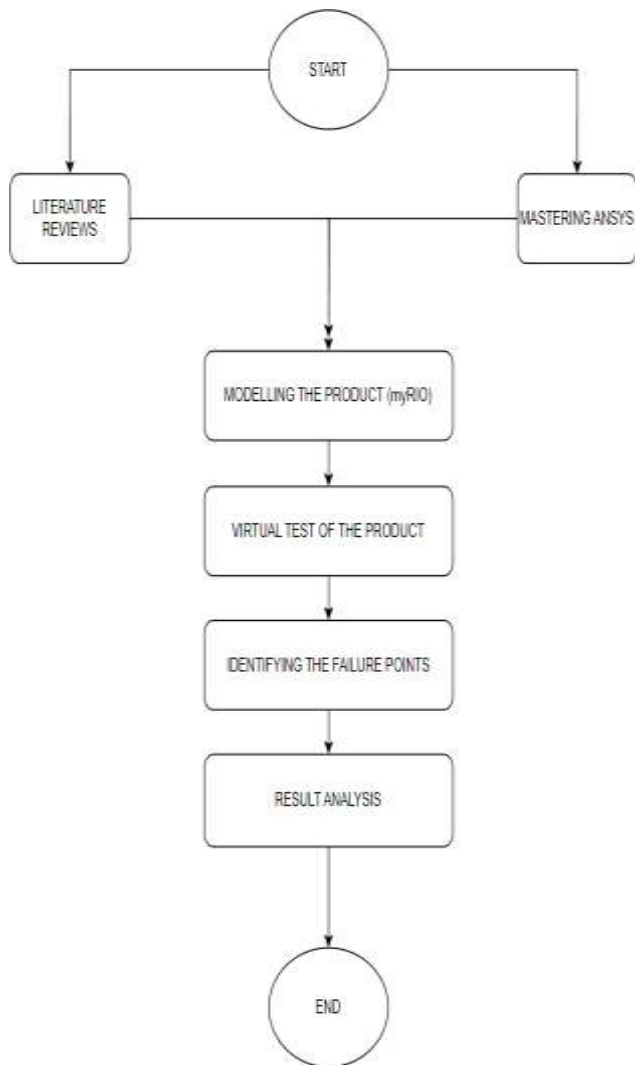 START
LITERATURE
REVIEWS
MASTERING ANSYS
MODELLING THE PRODUCT (myRIO)
VIRTUAL TEST OF THE PRODUCT
IDENTIFYING THE FAILURE POINTS
RESULT ANALYSIS
END